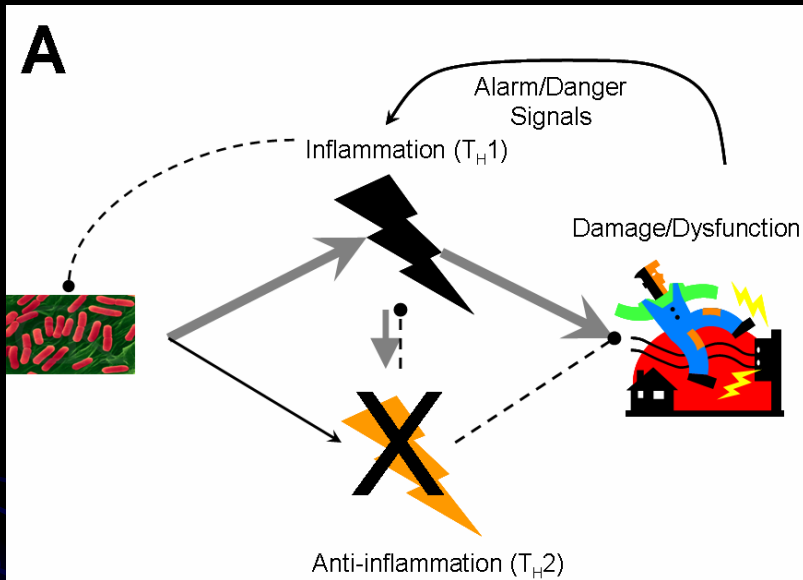 A
Alarm/Danger
Signals
Inflammation (TH1)
Damage/Dysfunction
X
Anti-inflammation (TH2)